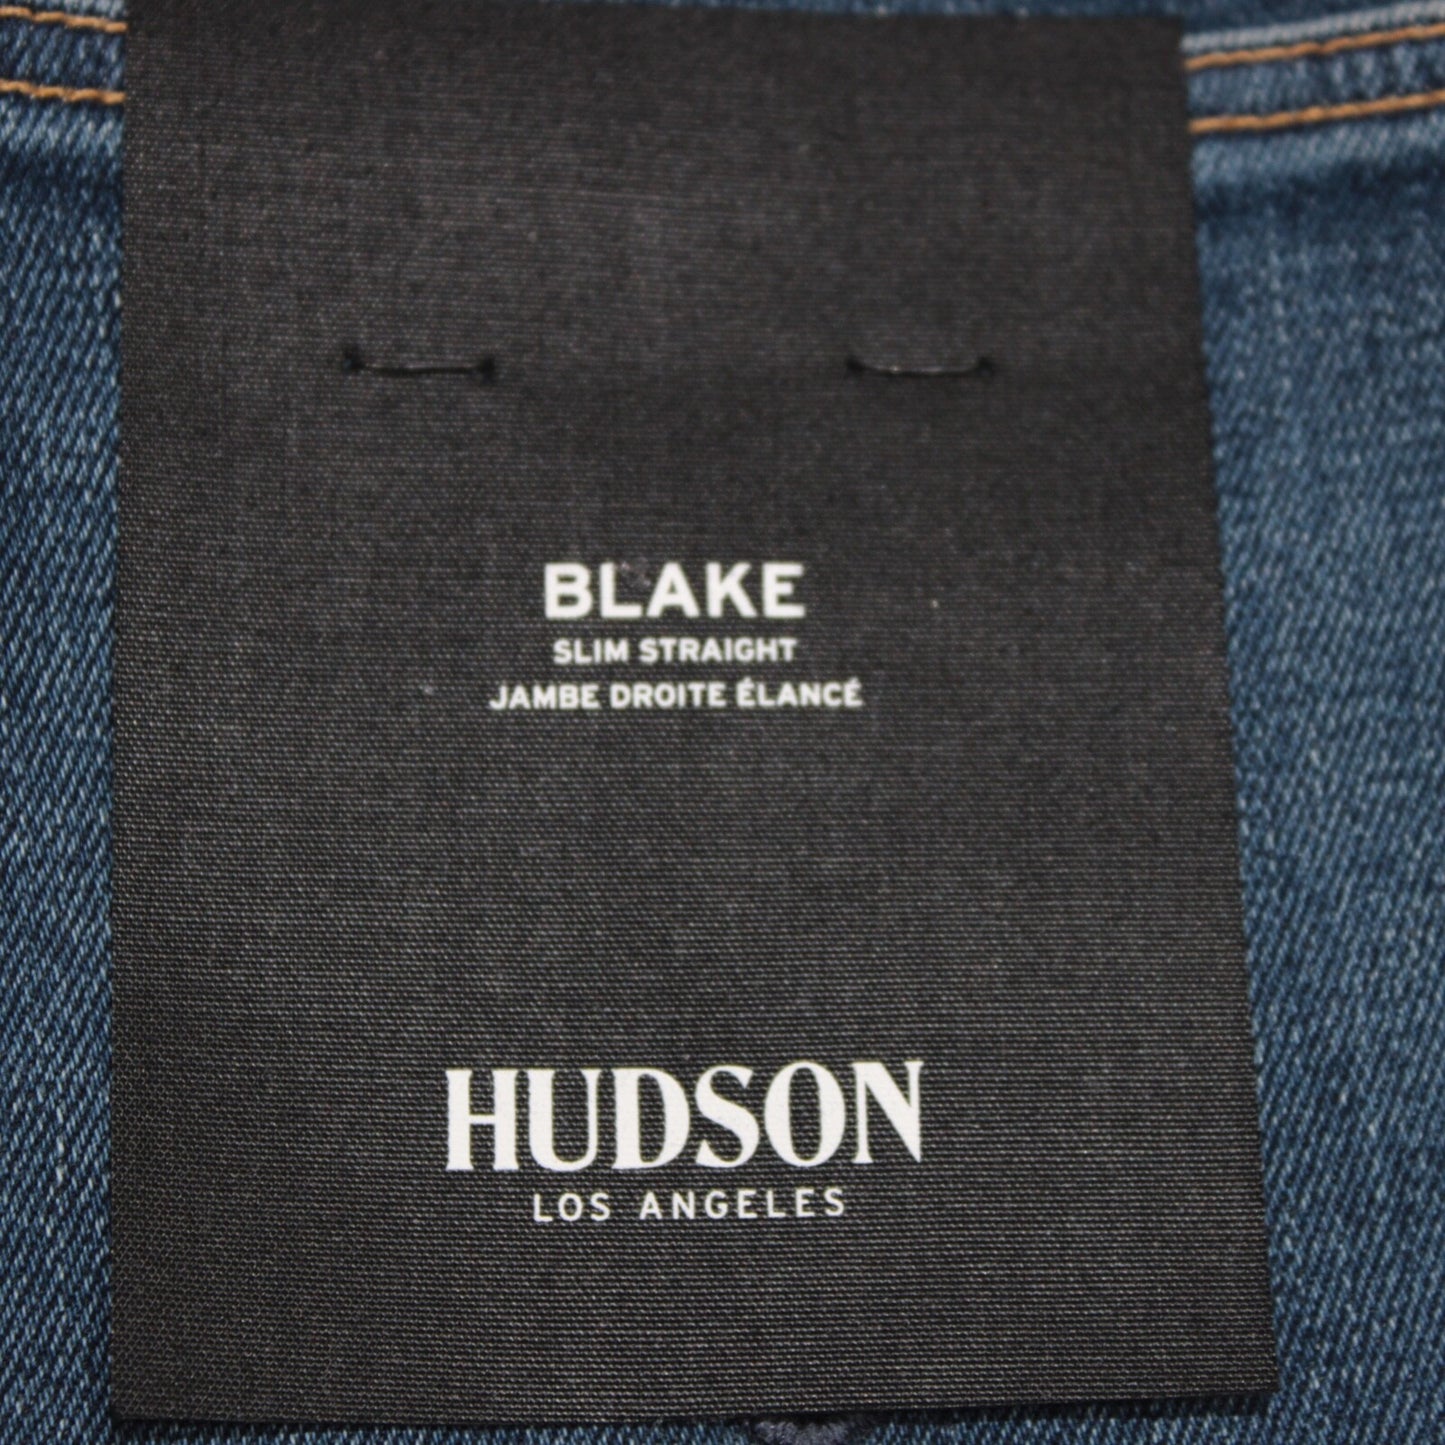 BLAKE
SLIM STRAIGHT
JAMBE DROITE ÉLANCÉ
HUDSON
LOS ANGELES